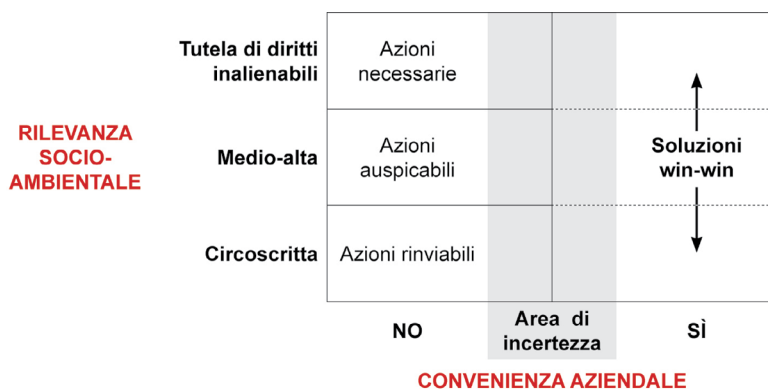 Tutela di diritti
inalienabili
Azioni
necessarie
RILEVANZA
SOCIO-
AMBIENTALE
Medio-alta
Azioni
auspicabili
Soluzioni
win-win
Circoscritta
Azioni rinviabili
NO
Area di
incertezza
SÌ
CONVENIENZA AZIENDALE